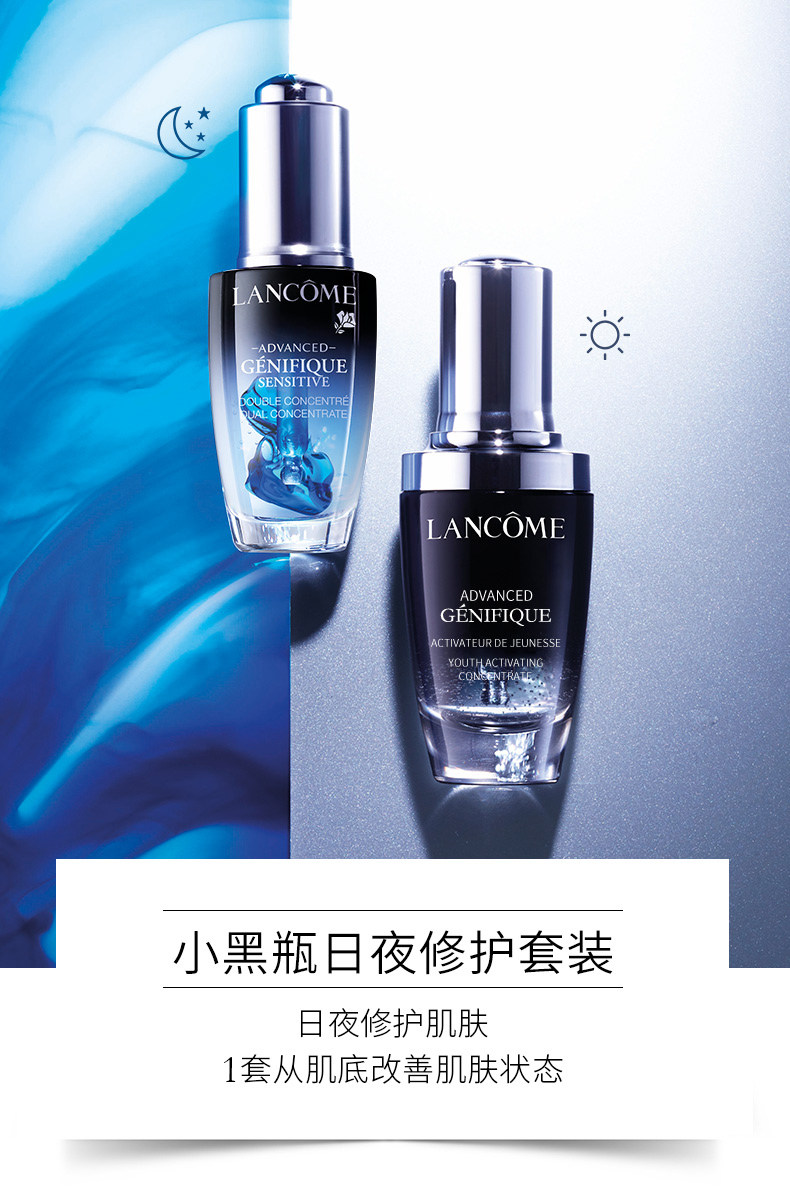 LANCÔME
-ADVANCED-
GÉNIFIQUE
SENSITIVE
DOUBLE CONCENTRÉ
DUAL CONCENTRATE
LANCÔME
ADVANCED
GÉNIFIQUE
ACTIVATEUR DE JEUNESSE
YOUTH ACTIVATING
CONCENTRATE
小黑瓶日夜修护套装
日夜修护肌肤
1套从肌底改善肌肤状态